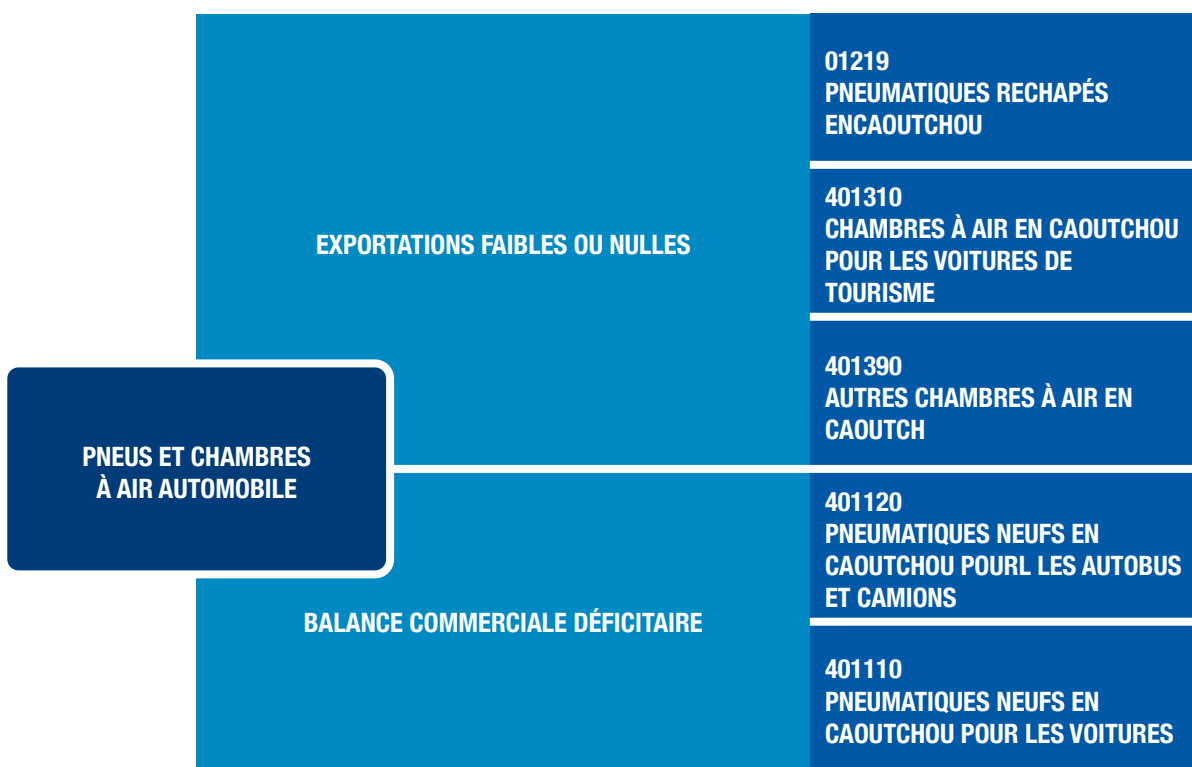 PNEUS ET CHAMBRES
À AIR AUTOMOBILE
EXPORTATIONS FAIBLES OU NULLES
01219
PNEUMATIQUES RECHAPÉS
ENCAOUTCHOU
401310
CHAMBRES À AIR EN CAOUTCHOU
POUR LES VOITURES DE
TOURISME
401390
AUTRES CHAMBRES À AIR EN
CAOUTCH
BALANCE COMMERCIALE DÉFICITAIRE
401120
PNEUMATIQUES NEUFS EN
CAOUTCHOU POURL LES AUTOBUS
ET CAMIONS
401110
PNEUMATIQUES NEUFS EN
CAOUTCHOU POUR LES VOITURES